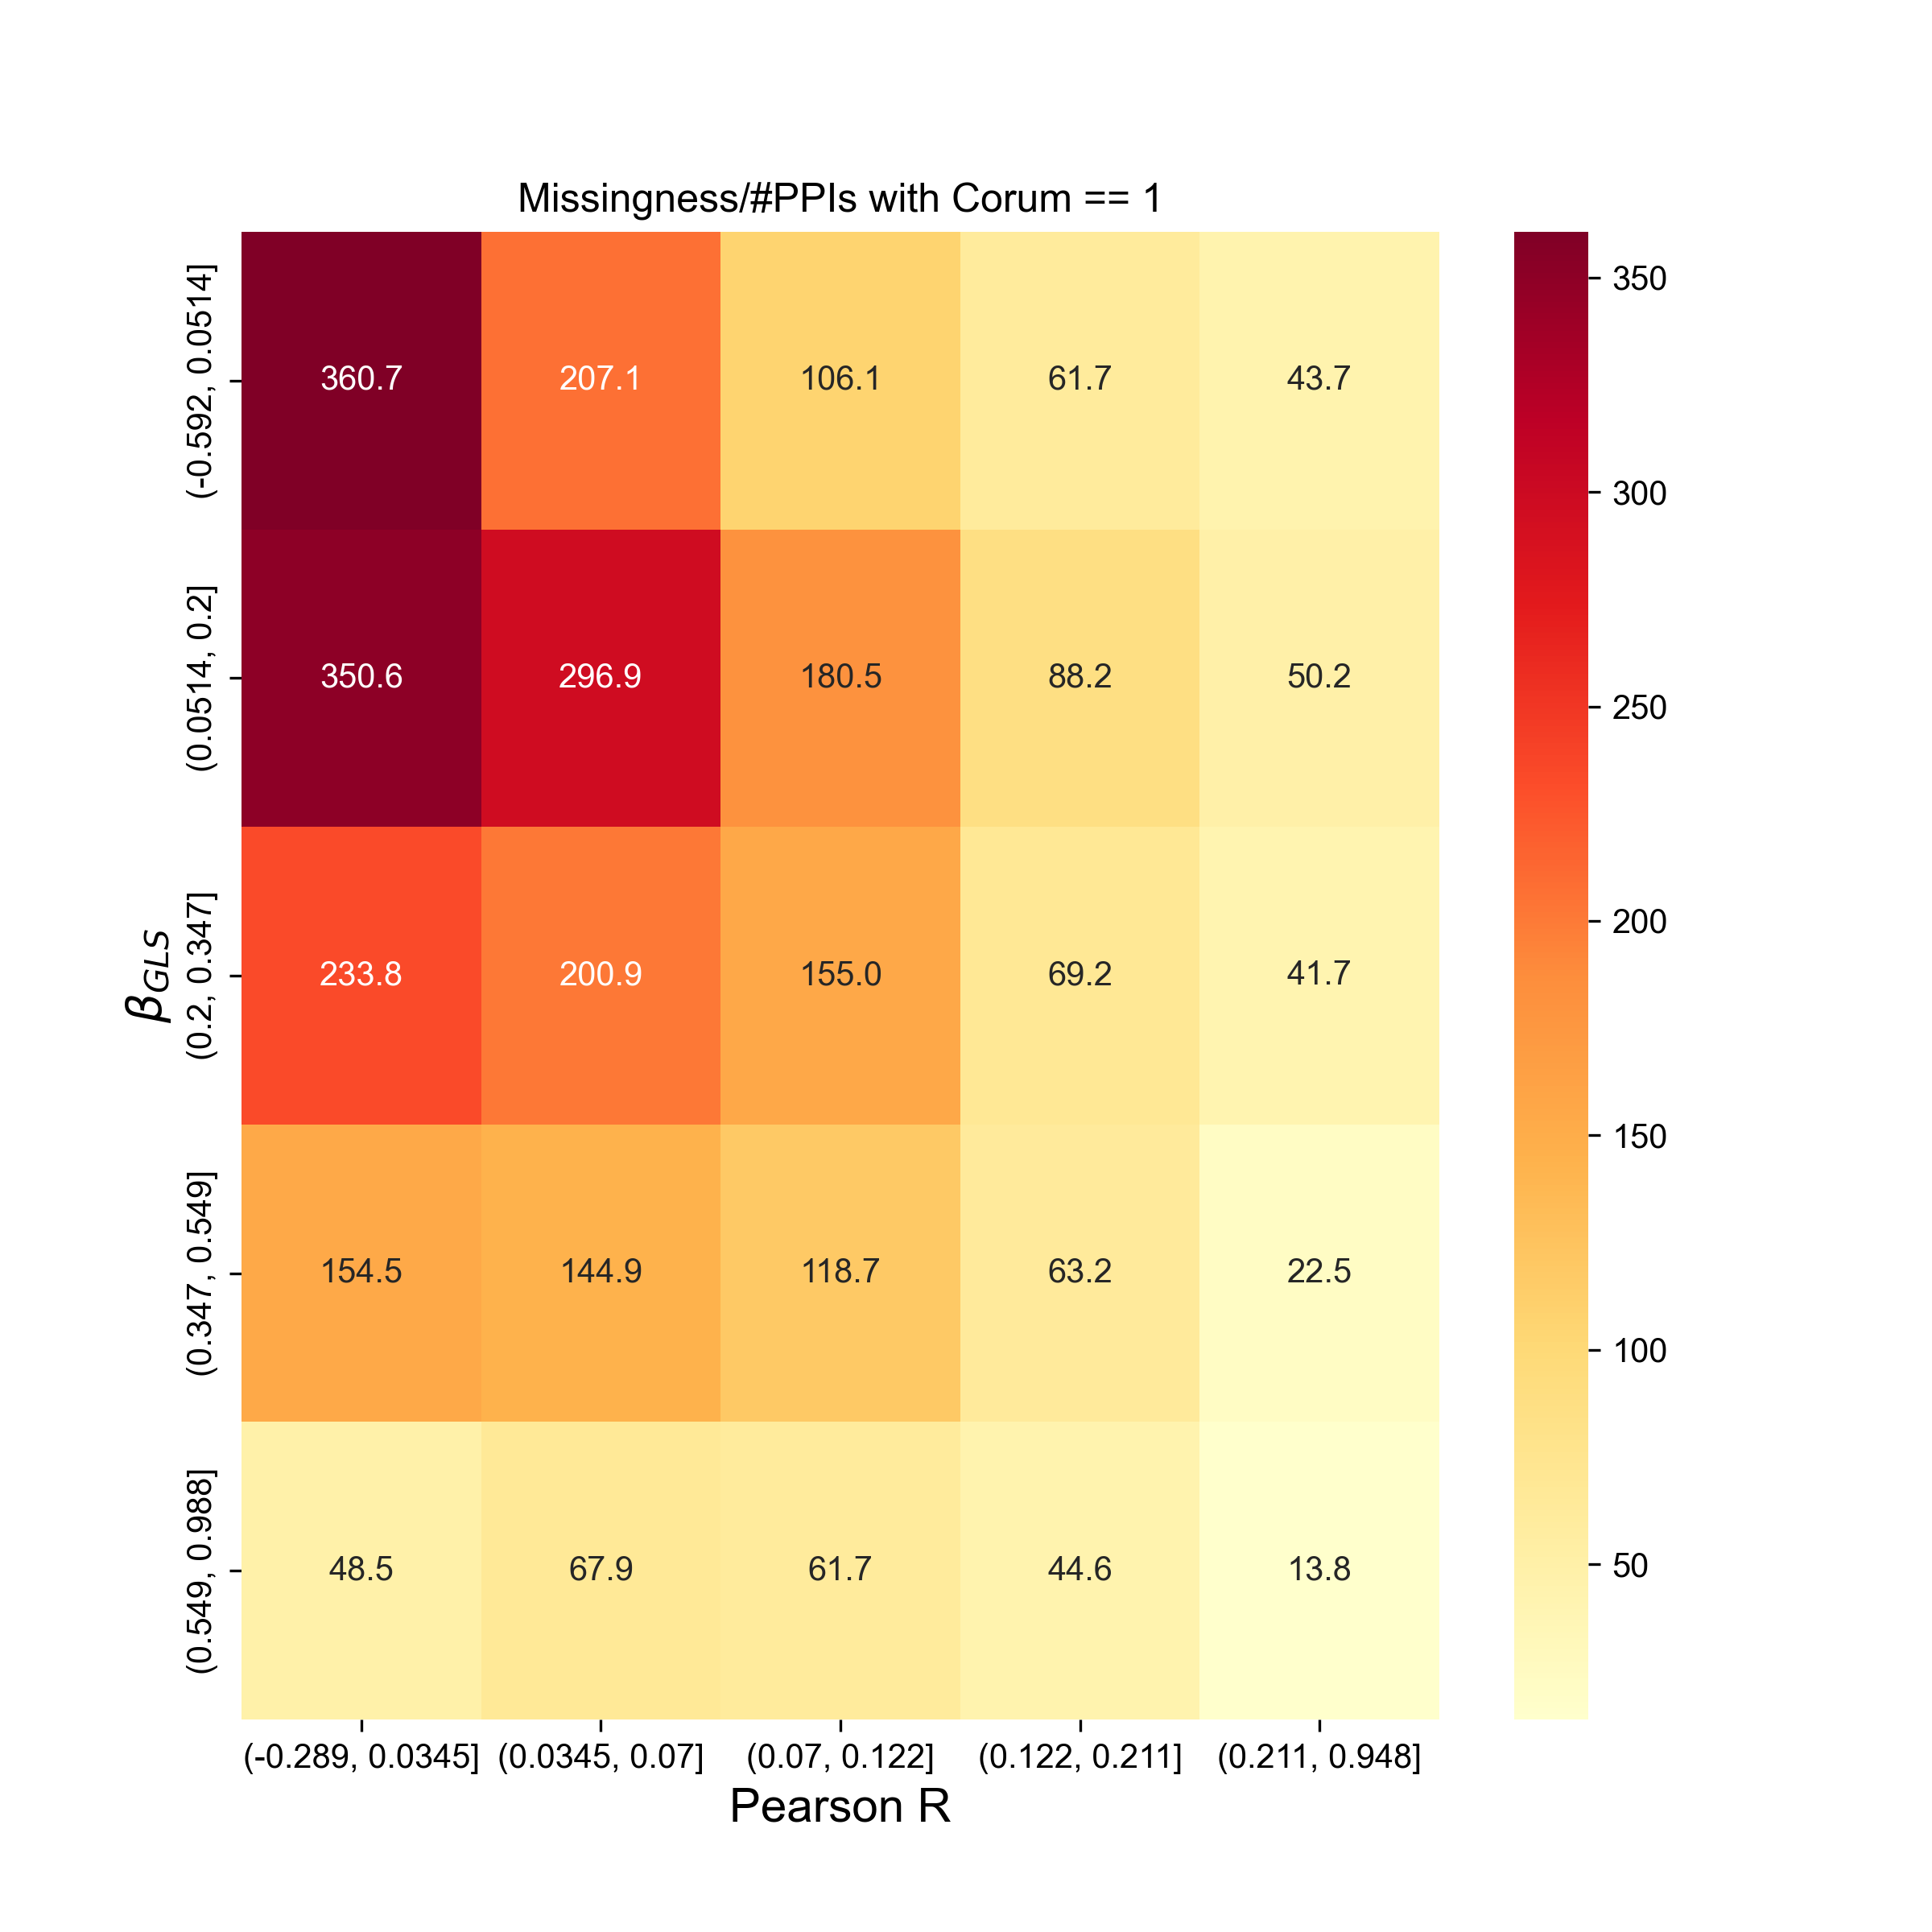 Missingness/#PPIs with Corum == 1
(-0.592, 0.0514]
360.7 207.1 106.1 61.7 43.7
(0.0514, 0.2]
350.6 296.9 180.5 88.2 50.2
(0.2, 0.347]
233.8 200.9 155.0 69.2 41.7
(0.347, 0.549]
154.5 144.9 118.7 63.2 22.5
(0.549, 0.988]
48.5 67.9 61.7 44.6 13.8
β_GLS
(-0.289, 0.0345] (0.0345, 0.07] (0.07, 0.122] (0.122, 0.211] (0.211, 0.948]
Pearson R
350
300
250
200
150
100
50